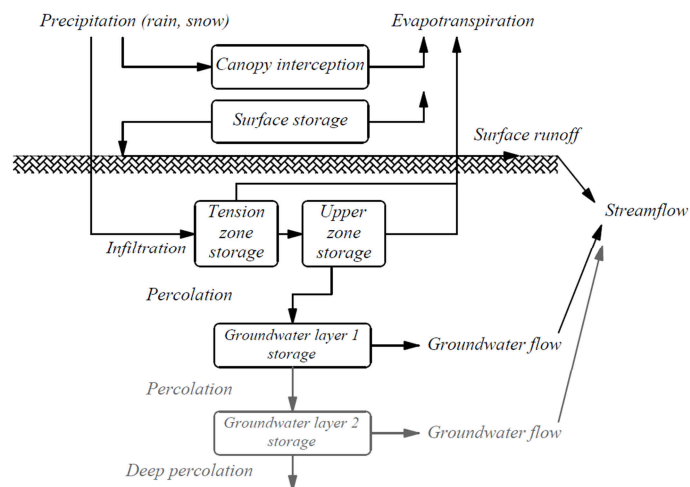 Precipitation (rain, snow)
Evapotranspiration
Canopy interception
Surface storage
Surface runoff
Streamflow
Tension
zone
storage
Upper
zone
storage
Infiltration
Percolation
Groundwater layer 1
storage
Groundwater flow
Percolation
Groundwater layer 2
storage
Groundwater flow
Deep percolation